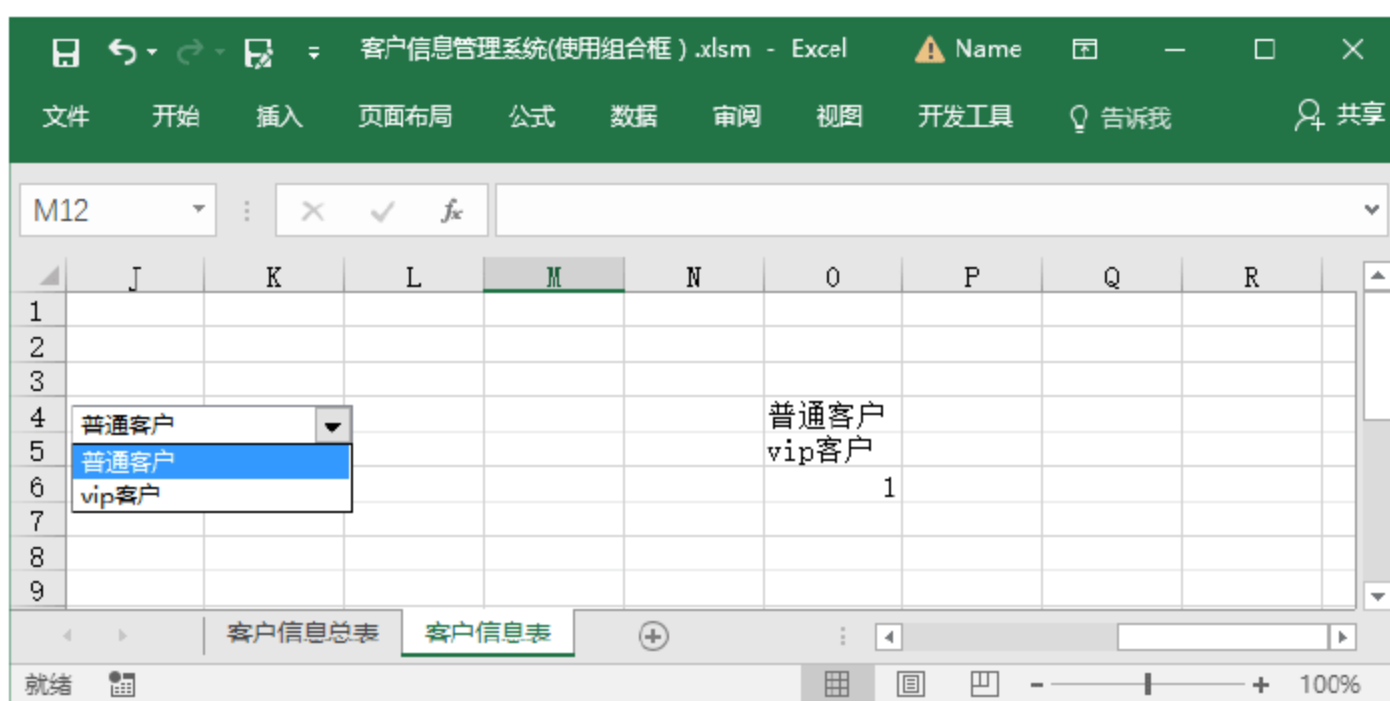 客户信息管理系统(使用组合框）.xlsm - Excel Name
文件 开始 插入 页面布局 公式 数据 审阅 视图 开发工具 告诉我 共享
M12 fx
J K L M N O P Q R
1
2
3
4 普通客户 普通客户
5 普通客户 vip客户
6 vip客户 1
7
8
9
客户信息总表 客户信息表
就绪 100%